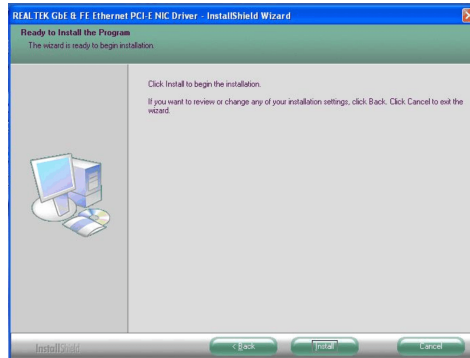 REALTEK GbE & FE Ethernet PCI-E NIC Driver - InstallShield Wizard
Ready to Install the Program
The wizard is ready to begin installation.
Click Install to begin the installation.
If you want to review or change any of your installation settings, click Back. Click Cancel to exit the
wizard.
InstallShield
< Back
Install
Cancel